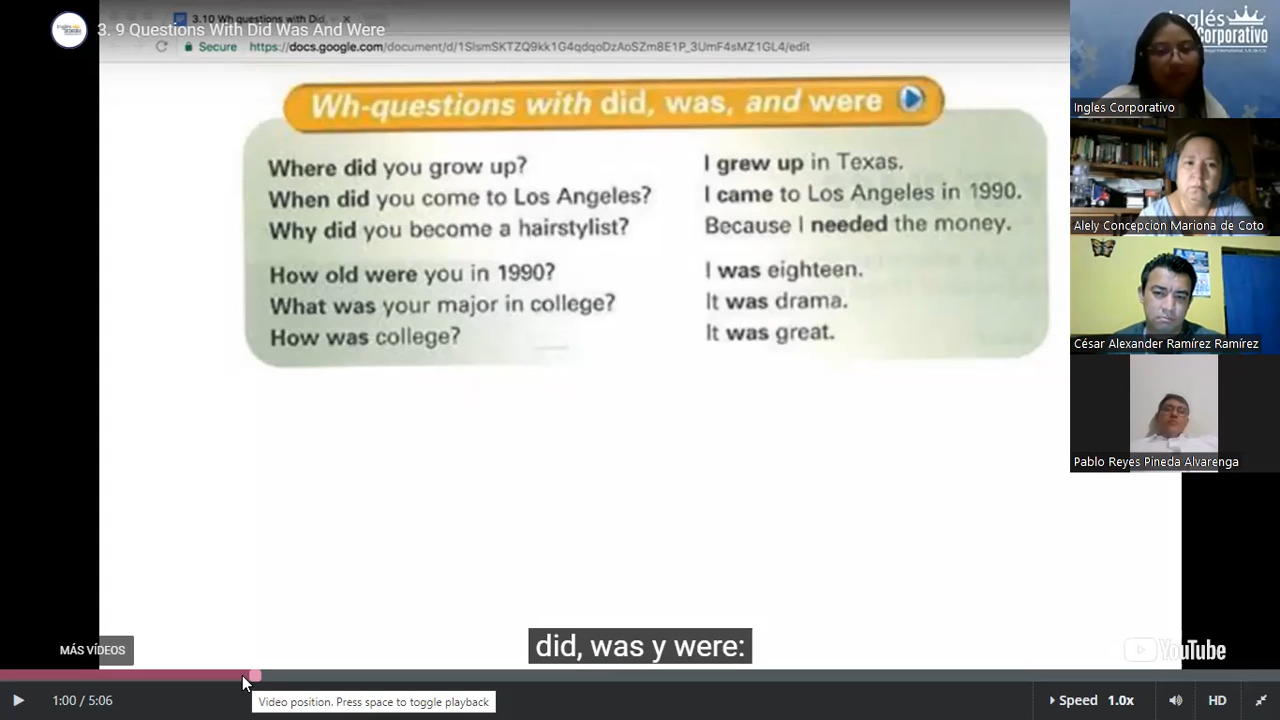 3.10 Wh questions with Did,
3. 9 Questions With Did Was And Were
Secure https://docs.google.com/document/d/1SlsmSKTZQ9kk1G4qdqoDzAoSZm8E1P_3UmF4sMZ1GL4/edit
Wh-questions with did, was, and were
Where did you grow up? I grew up in Texas.
When did you come to Los Angeles? I came to Los Angeles in 1990.
Why did you become a hairstylist? Because I needed the money.
How old were you in 1990? I was eighteen.
What was your major in college? It was drama.
How was college? It was great.
Inglés
Corporativo
Ingles Corporativo
Alely Concepcion Mariona de Coto
César Alexander Ramírez Ramírez
Pablo Reyes Pineda Alvarenga
did, was y were:
MÁS VÍDEOS
YouTube
1:00 / 5:06
Video position. Press space to toggle playback
Speed 1.0x
HD